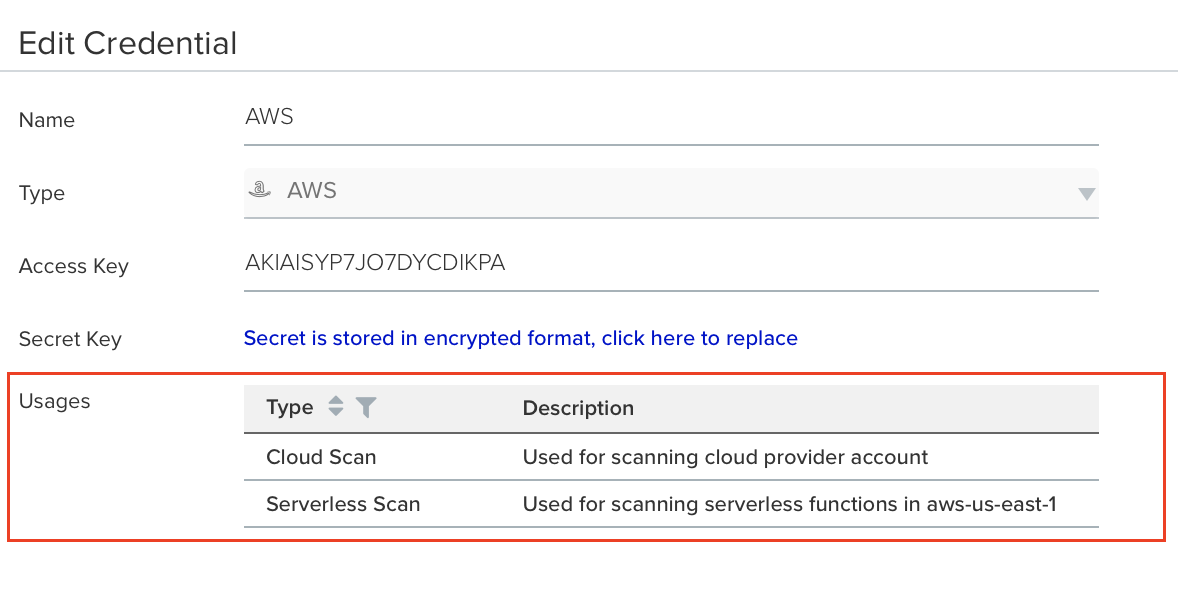 Edit Credential
Name AWS
Type AWS
Access Key AKIAISYP7JO7DYCDIKPA
Secret Key Secret is stored in encrypted format, click here to replace
Usages
Type Description
Cloud Scan Used for scanning cloud provider account
Serverless Scan Used for scanning serverless functions in aws-us-east-1